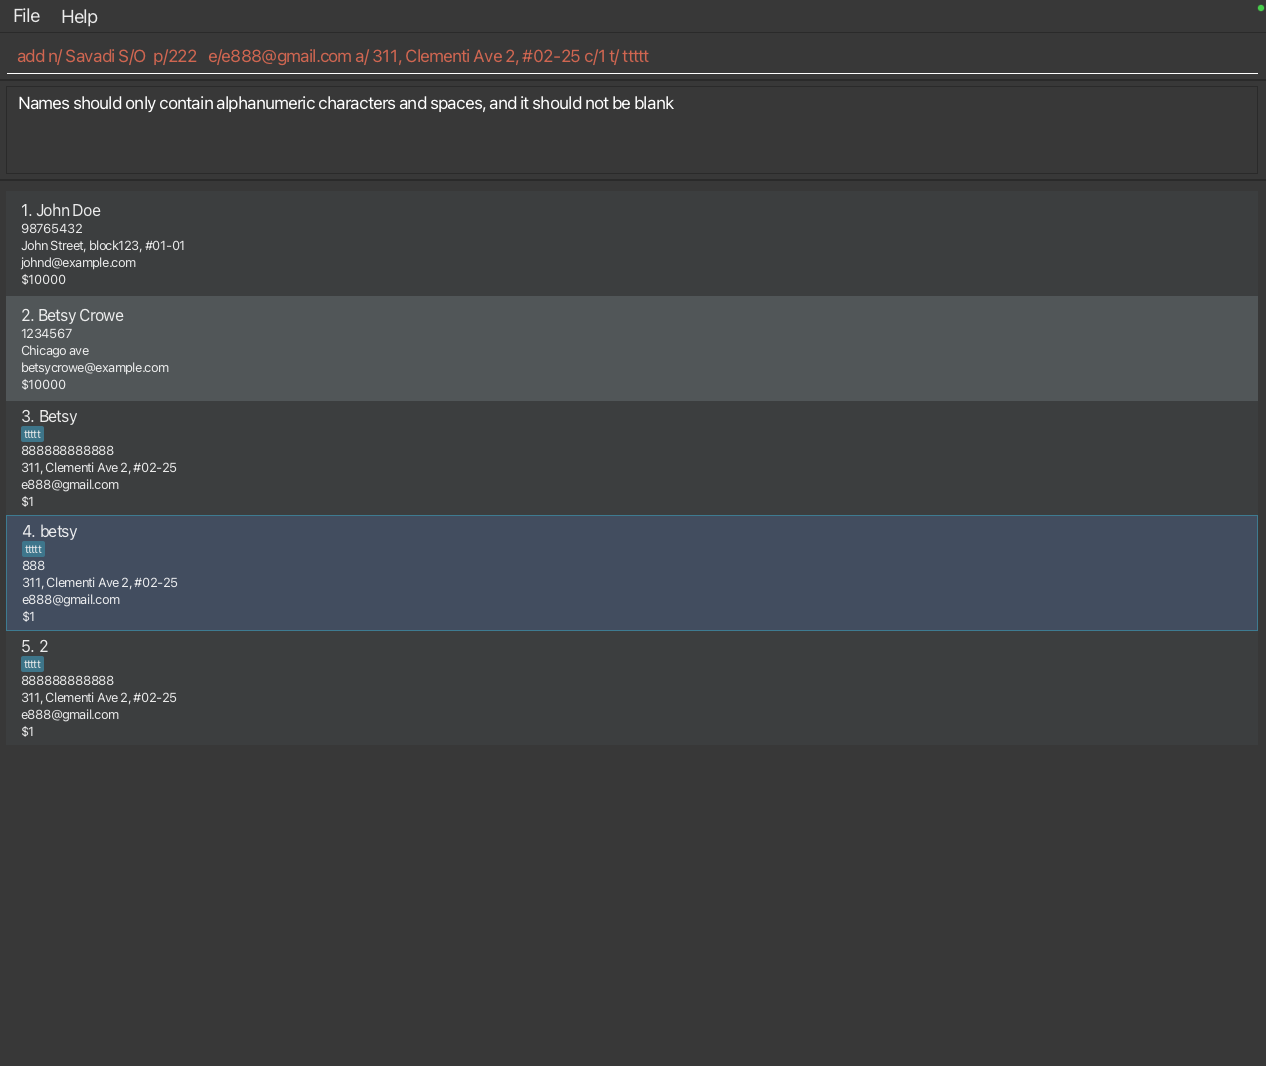 File Help
add n/ Savadi S/O  p/222   e/e888@gmail.com a/ 311, Clementi Ave 2, #02-25 c/1 t/ ttttt
Names should only contain alphanumeric characters and spaces, and it should not be blank
1. John Doe
98765432
John Street, block123, #01-01
johnd@example.com
$10000
2. Betsy Crowe
1234567
Chicago ave
betsycrowe@example.com
$10000
3. Betsy
ttttt
888888888888
311, Clementi Ave 2, #02-25
e888@gmail.com
$1
4. betsy
ttttt
888
311, Clementi Ave 2, #02-25
e888@gmail.com
$1
5. 2
ttttt
888888888888
311, Clementi Ave 2, #02-25
e888@gmail.com
$1